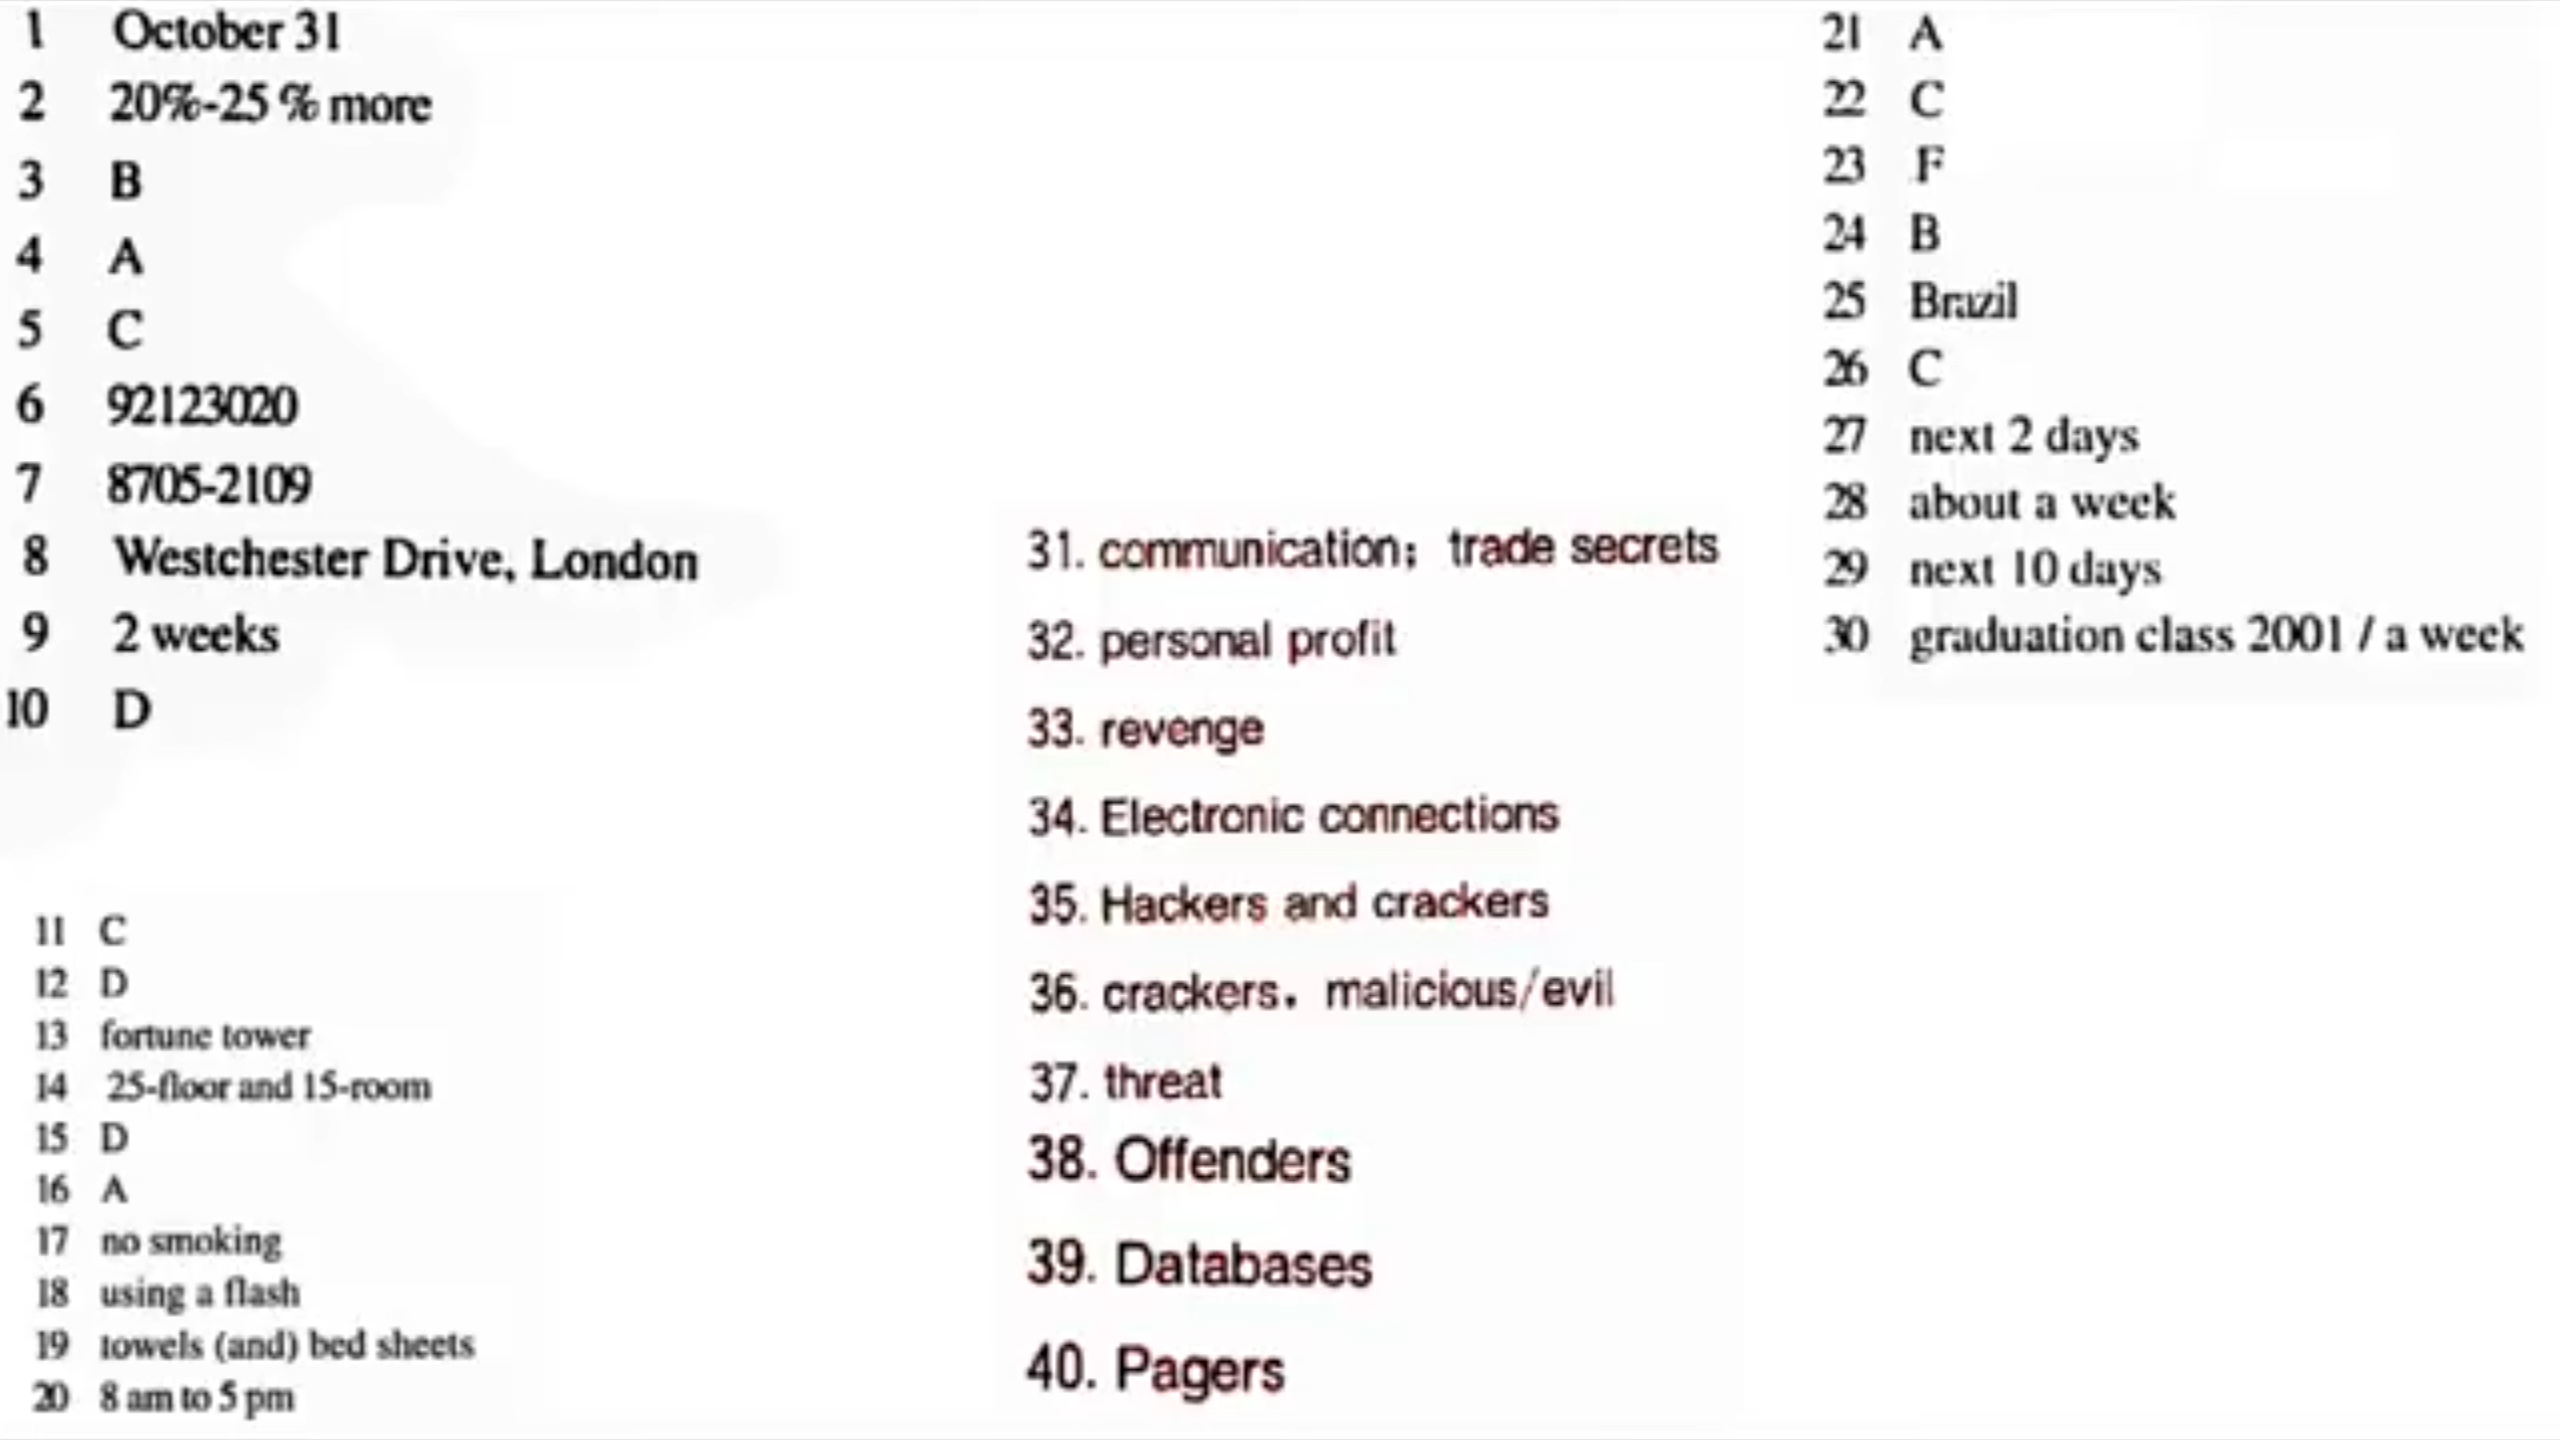 1 October 31
2 20%-25 % more
3 B
4 A
5 C
6 92123020
7 8705-2109
8 Westchester Drive, London
9 2 weeks
10 D
11 C
12 D
13 fortune tower
14 25-floor and 15-room
15 D
16 A
17 no smoking
18 using a flash
19 towels (and) bed sheets
20 8 am to 5 pm
21 A
22 C
23 F
24 B
25 Brazil
26 C
27 next 2 days
28 about a week
29 next 10 days
30 graduation class 2001 / a week
31. communication; trade secrets
32. personal profit
33. revenge
34. Electronic connections
35. Hackers and crackers
36. crackers. malicious/evil
37. threat
38. Offenders
39. Databases
40. Pagers